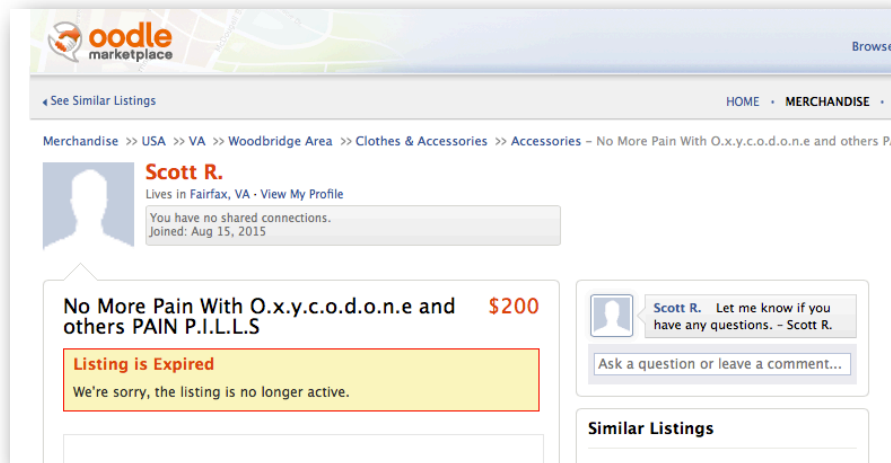 oodle
marketplace
Browse
See Similar Listings
HOME · MERCHANDISE ·
Merchandise >> USA >> VA >> Woodbridge Area >> Clothes & Accessories >> Accessories – No More Pain With O.x.y.c.o.d.o.n.e and others P
Scott R.
Lives in Fairfax, VA · View My Profile
You have no shared connections.
Joined: Aug 15, 2015
No More Pain With O.x.y.c.o.d.o.n.e and
others PAIN P.I.L.L.S
$200
Listing is Expired
We're sorry, the listing is no longer active.
Scott R. Let me know if you
have any questions. – Scott R.
Ask a question or leave a comment...
Similar Listings